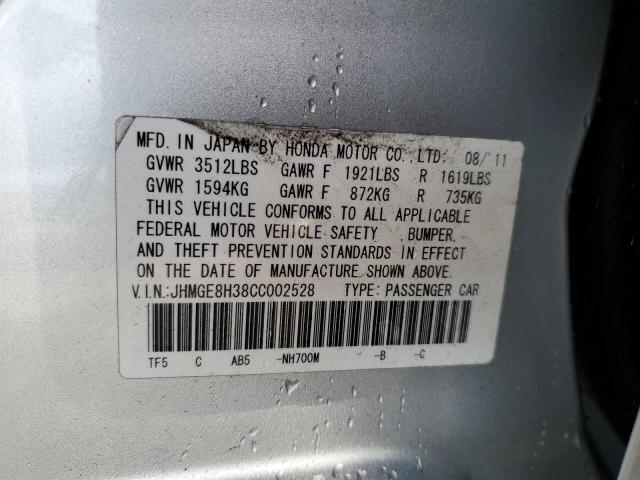 MFD. IN JAPAN BY HONDA MOTOR CO.,LTD. 08/'11
GVWR 3512LBS GAWR F 1921LBS R 1619LBS
GVWR 1594KG GAWR F 872KG R 735KG
THIS VEHICLE CONFORMS TO ALL APPLICABLE
FEDERAL MOTOR VEHICLE SAFETY ,BUMPER,
AND THEFT PREVENTION STANDARDS IN EFFECT
ON THE DATE OF MANUFACTURE SHOWN ABOVE.
V.I.N.:JHMGE8H38CC002528 TYPE:PASSENGER CAR
TF5 C AB5 -NH700M -B -C